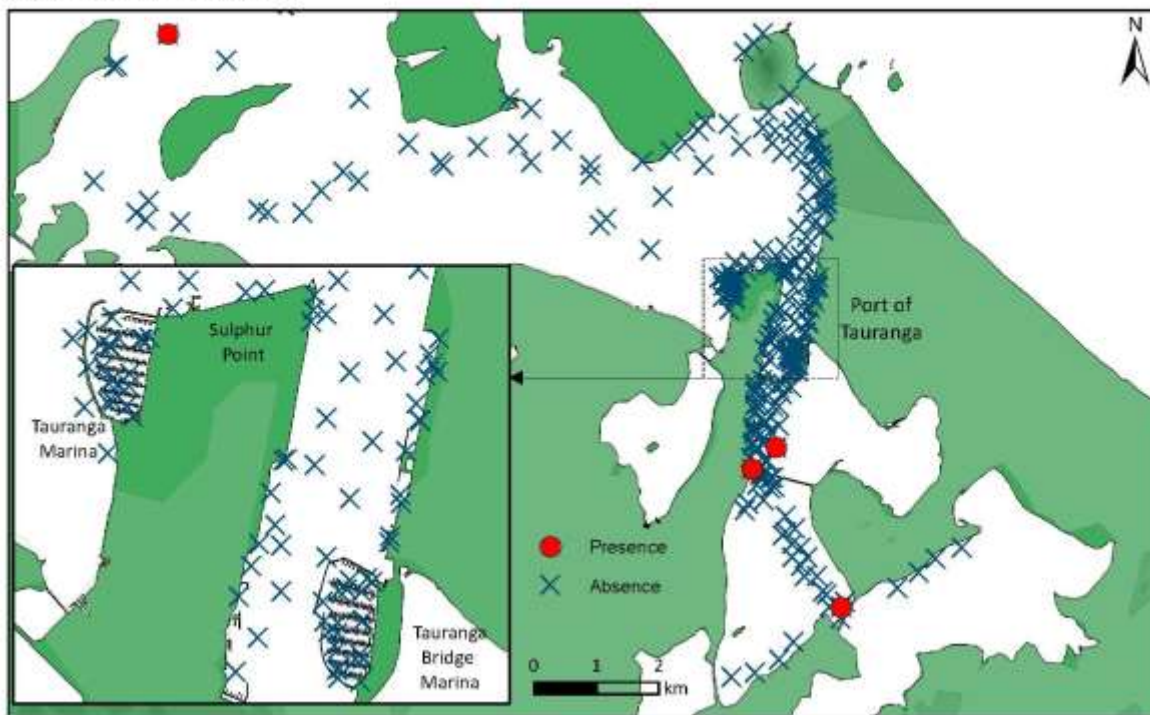 N
Sulphur
Point
Port of
Tauranga
Tauranga
Marina
Presence
Absence
Tauranga
Bridge
Marina
0 1 2
km